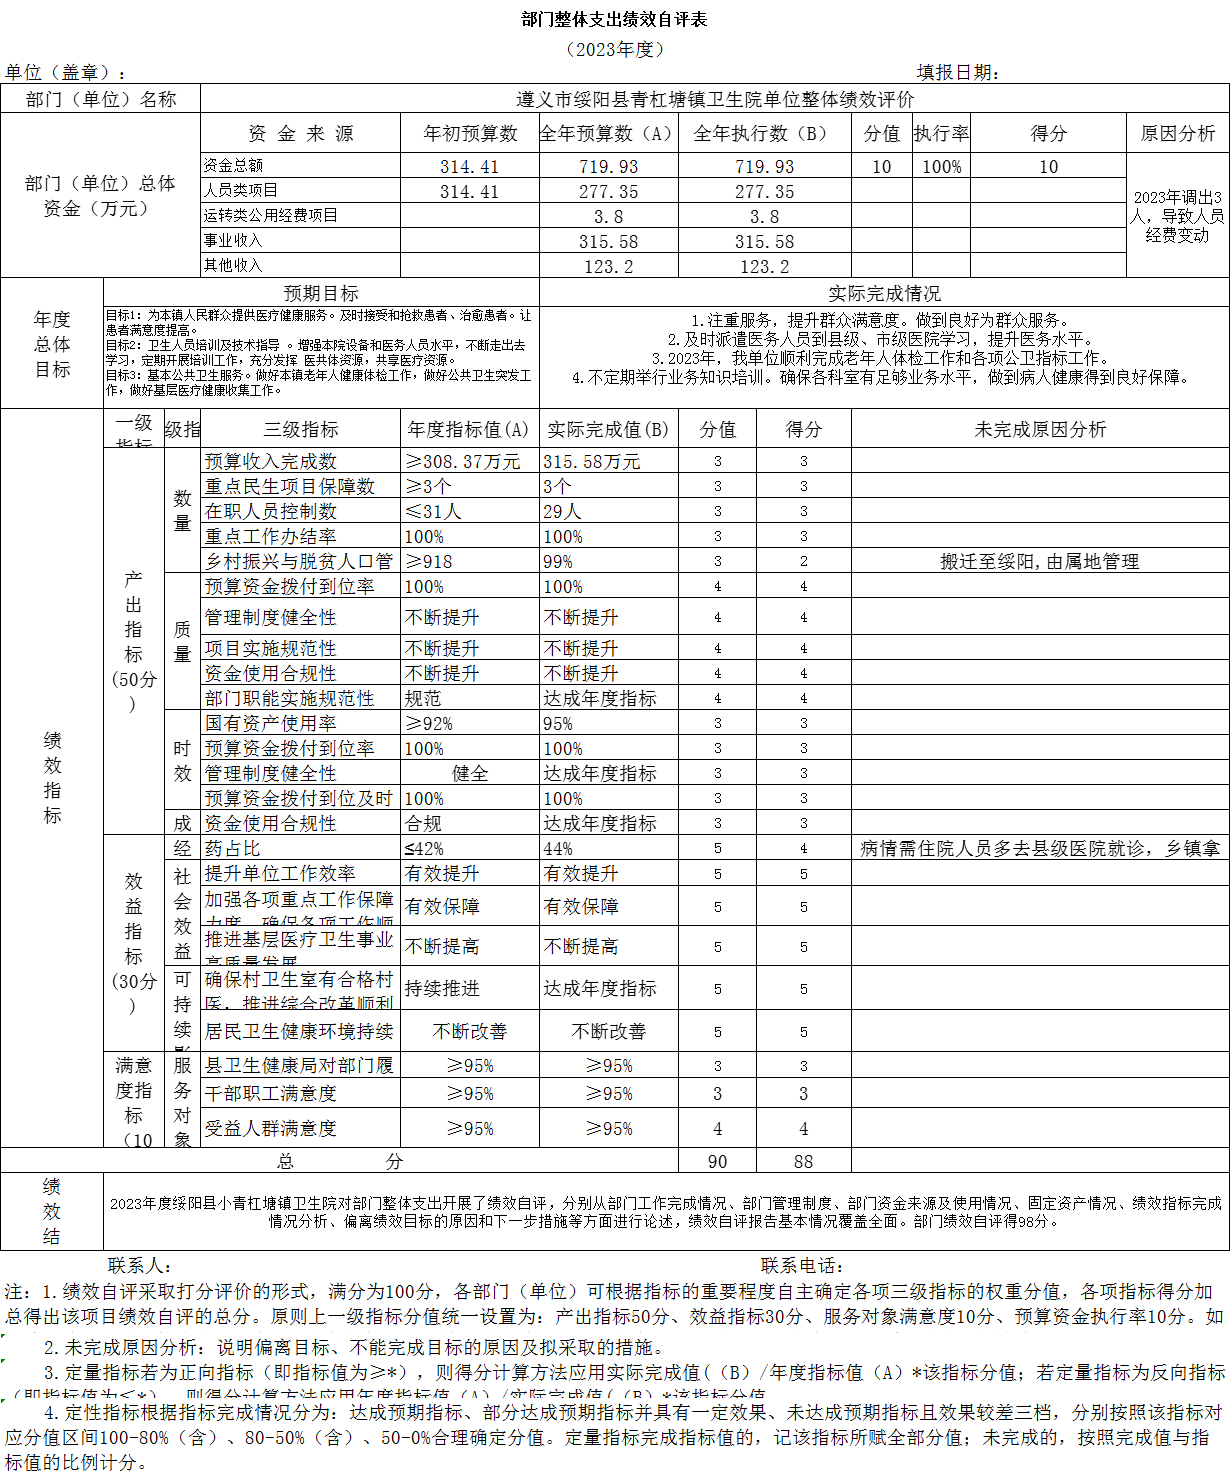 部门整体支出绩效自评表
（2023年度）
单位（盖章）： 填报日期：
部门（单位）名称 遵义市绥阳县青杠塘镇卫生院单位整体绩效评价
部门（单位）总体
资金（万元）
资 金 来 源 年初预算数 全年预算数（A） 全年执行数（B） 分值 执行率 得分 原因分析
资金总额 314.41 719.93 719.93 10 100% 10
人员类项目 314.41 277.35 277.35
运转类公用经费项目 3.8 3.8
事业收入 315.58 315.58
其他收入 123.2 123.2
2023年调出3
人，导致人员
经费变动
年度
总体
目标
预期目标 实际完成情况
目标1：为本镇人民群众提供医疗健康服务。及时接受和抢救患者、治愈患者。让
患者满意度提高。
目标2：卫生人员培训及技术指导 。增强本院设备和医务人员水平，不断走出去
学习，定期开展培训工作，充分发挥 医共体资源，共享医疗资源。
目标3：基本公共卫生服务。做好本镇老年人健康体检工作，做好公共卫生突发工
作，做好基层医疗健康收集工作。
1.注重服务，提升群众满意度。做到良好为群众服务。
2.及时派遣医务人员到县级、市级医院学习，提升医务水平。
3.2023年，我单位顺利完成老年人体检工作和各项公卫指标工作。
4.不定期举行业务知识培训。确保各科室有足够业务水平，做到病人健康得到良好保障。
绩
效
指
标
一级
指标
级指 三级指标 年度指标值(A) 实际完成值(B) 分值 得分 未完成原因分析
产
出
指
标
(50分
)
数
量
预算收入完成数 ≥308.37万元 315.58万元 3 3
重点民生项目保障数 ≥3个 3个 3 3
在职人员控制数 ≤31人 29人 3 3
重点工作办结率 100% 100% 3 3
乡村振兴与脱贫人口管 ≥918 99% 3 2 搬迁至绥阳,由属地管理
质
量
预算资金拨付到位率 100% 100% 4 4
管理制度健全性 不断提升 不断提升 4 4
项目实施规范性 不断提升 不断提升 4 4
资金使用合规性 不断提升 不断提升 4 4
部门职能实施规范性 规范 达成年度指标 4 4
时
效
国有资产使用率 ≥92% 95% 3 3
预算资金拨付到位率 100% 100% 3 3
管理制度健全性 健全 达成年度指标 3 3
预算资金拨付到位及时 100% 100% 3 3
成 资金使用合规性 合规 达成年度指标 3 3
效
益
指
标
(30分
)
经 药占比 ≤42% 44% 5 4 病情需住院人员多去县级医院就诊，乡镇拿
社
会
效
益
提升单位工作效率 有效提升 有效提升 5 5
加强各项重点工作保障
力度，确保各项工作顺
有效保障 有效保障 5 5
推进基层医疗卫生事业
高质量发展
不断提高 不断提高 5 5
可
持
续
影
确保村卫生室有合格村
医，推进综合改革顺利
持续推进 达成年度指标 5 5
居民卫生健康环境持续 不断改善 不断改善 5 5
满意
度指
标
（10
服
务
对
象
县卫生健康局对部门履 ≥95% ≥95% 3 3
干部职工满意度 ≥95% ≥95% 3 3
受益人群满意度 ≥95% ≥95% 4 4
总 分 90 88
绩
效
结
2023年度绥阳县小青杠塘镇卫生院对部门整体支出开展了绩效自评，分别从部门工作完成情况、部门管理制度、部门资金来源及使用情况、固定资产情况、绩效指标完成
情况分析、偏离绩效目标的原因和下一步措施等方面进行论述，绩效自评报告基本情况覆盖全面。部门绩效自评得98分。
联系人： 联系电话：
注：1.绩效自评采取打分评价的形式，满分为100分，各部门（单位）可根据指标的重要程度自主确定各项三级指标的权重分值，各项指标得分加
总得出该项目绩效自评的总分。原则上一级指标分值统一设置为：产出指标50分、效益指标30分、服务对象满意度10分、预算资金执行率10分。如
2.未完成原因分析：说明偏离目标、不能完成目标的原因及拟采取的措施。
3.定量指标若为正向指标（即指标值为≥*），则得分计算方法应用实际完成值(（B）/年度指标值（A）*该指标分值；若定量指标为反向指标
（即指标值为≤*），则得分计算方法应用年度指标值（A）/实际完成值(（B）*该指标分值
4.定性指标根据指标完成情况分为：达成预期指标、部分达成预期指标并具有一定效果、未达成预期指标且效果较差三档，分别按照该指标对
应分值区间100-80%（含）、80-50%（含）、50-0%合理确定分值。定量指标完成指标值的，记该指标所赋全部分值；未完成的，按照完成值与指
标值的比例计分。